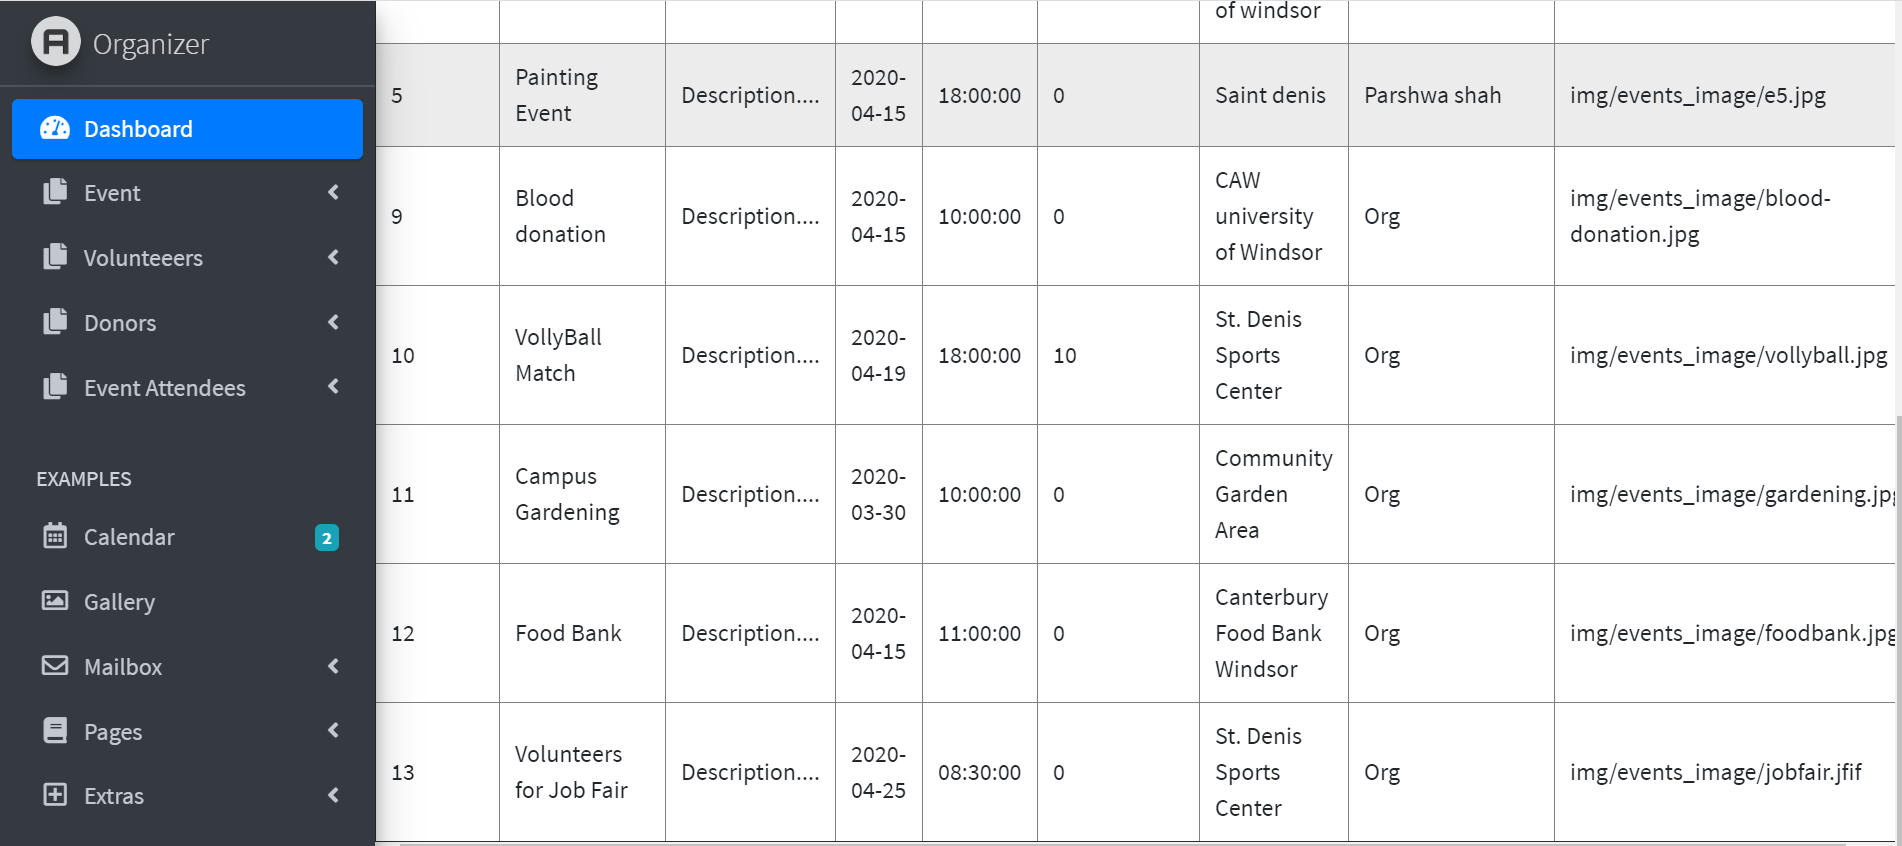 Organizer
Dashboard
Event
Volunteeers
Donors
Event Attendees
EXAMPLES
Calendar
2
Gallery
Mailbox
Pages
Extras
of windsor
5
Painting
Event
Description....
2020-
04-15
18:00:00
0
Saint denis
Parshwa shah
img/events_image/e5.jpg
9
Blood
donation
Description....
2020-
04-15
10:00:00
0
CAW
university
of Windsor
Org
img/events_image/blood-
donation.jpg
10
VollyBall
Match
Description....
2020-
04-19
18:00:00
10
St. Denis
Sports
Center
Org
img/events_image/vollyball.jpg
11
Campus
Gardening
Description....
2020-
03-30
10:00:00
0
Community
Garden
Area
Org
img/events_image/gardening.jpg
12
Food Bank
Description....
2020-
04-15
11:00:00
0
Canterbury
Food Bank
Windsor
Org
img/events_image/foodbank.jpg
13
Volunteers
for Job Fair
Description....
2020-
04-25
08:30:00
0
St. Denis
Sports
Center
Org
img/events_image/jobfair.jfif